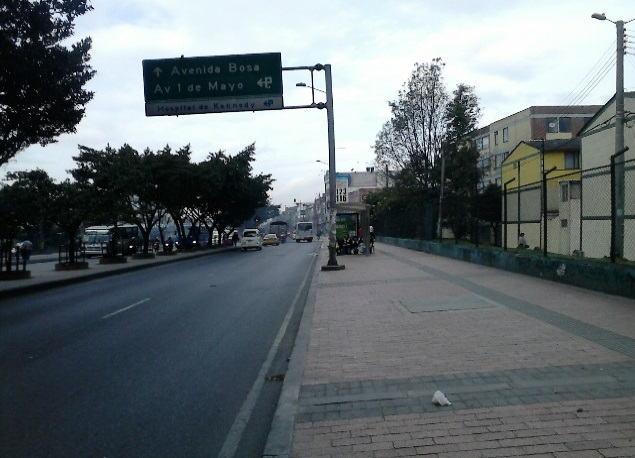 ↑ Avenida Bosa
Av 1 de Mayo
Hospital de Kennedy